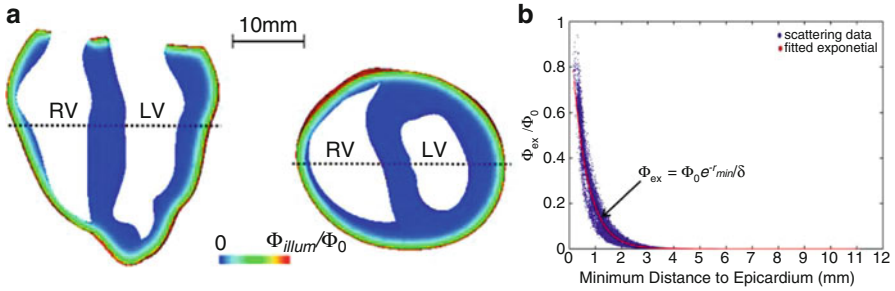 a
10mm
RV
LV
RV
LV
0
Φillum/Φ0
b
scattering data
fitted exponetial
Φex = Φ0e^-rmin/δ
Φex/Φ0
1
0.8
0.6
0.4
0.2
0
0 1 2 3 4 5 6 7 8 9 10 11 12
Minimum Distance to Epicardium (mm)